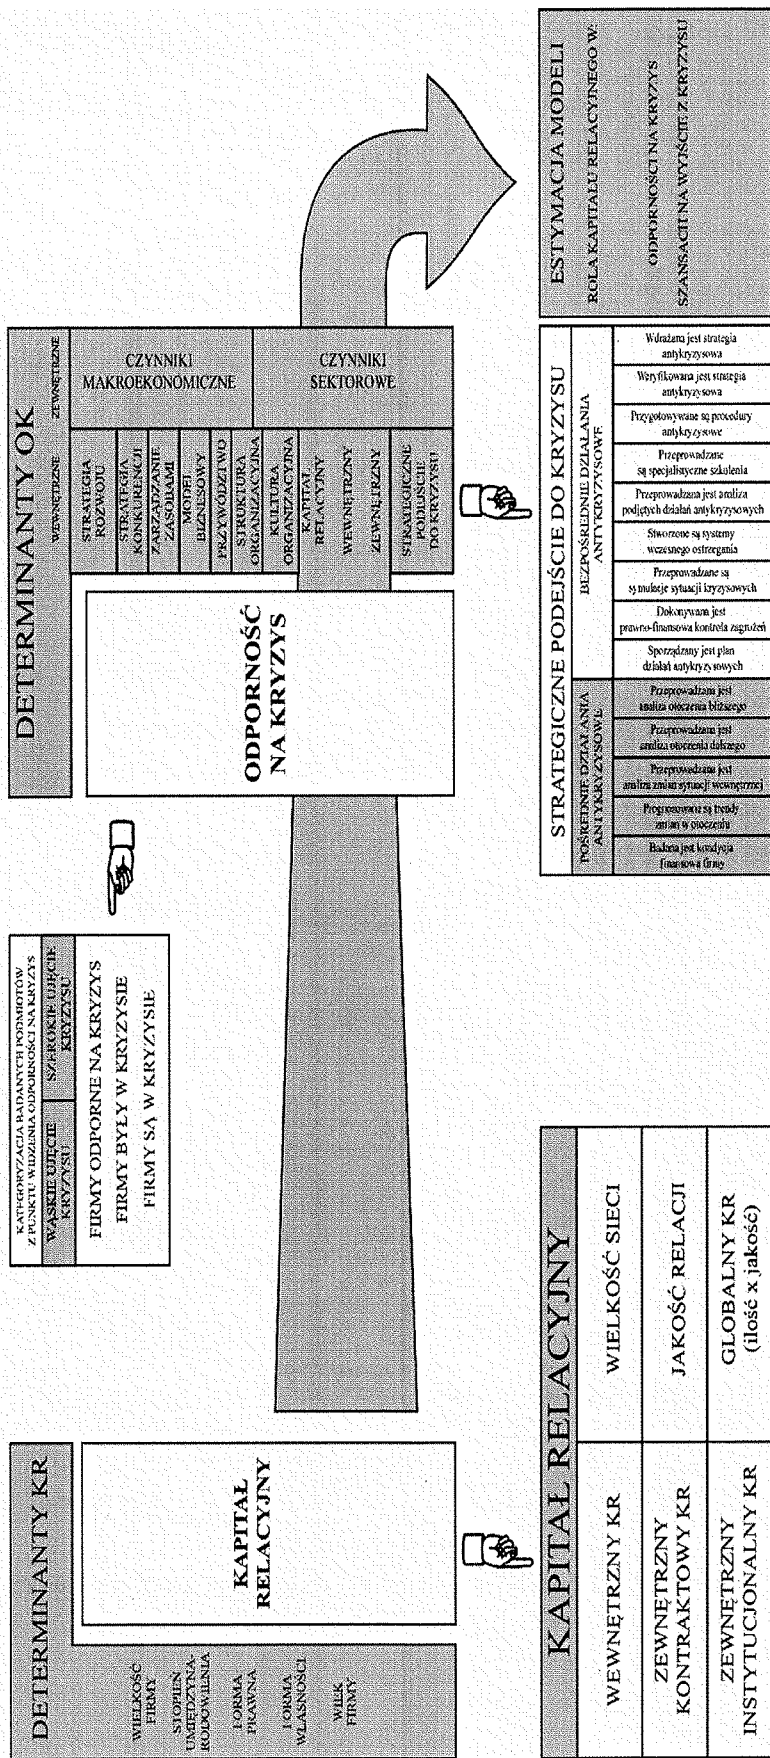 DETERMINANTY KR
WIELKOŚĆ
FIRMY
STOPIEŃ
UMIĘDZYNA-
RODOWIENIA
FORMA
PRAWNA
FORMA
WŁASNOŚCI
WIEK
FIRMY
KAPITAŁ
RELACYJNY
KATEGORYZACJA BADANYCH PODMIOTÓW
Z PUNKTU WIDZENIA ODPORNOŚCI NA KRYZYS
WĄSKIE UJĘCIE
KRYZYSU
SZEROKIE UJĘCIE
KRYZYSU
FIRMY ODPORNE NA KRYZYS
FIRMY BYŁY W KRYZYSIE
FIRMY SĄ W KRYZYSIE
DETERMINANTY OK
WEWNĘTRZNE
ZEWNĘTRZNE
ODPORNOŚĆ
NA KRYZYS
STRATEGIA
ROZWOJU
STRATEGIA
KONKURENCJI
ZARZĄDZANIE
ZASOBAMI
MODEL
BIZNESOWY
PRZYWÓDZTWO
STRUKTURA
ORGANIZACYJNA
KULTURA
ORGANIZACYJNA
KAPITAŁ
RELACYJNY
WEWNĘTRZNY
ZEWNĘTRZNY
STRATEGICZNE
PODEJŚCIE
DO KRYZYSU
CZYNNIKI
MAKROEKONOMICZNE
CZYNNIKI
SEKTOROWE
KAPITAŁ RELACYJNY
WEWNĘTRZNY KR
WIELKOŚĆ SIECI
ZEWNĘTRZNY
KONTRAKTOWY KR
JAKOŚĆ RELACJI
ZEWNĘTRZNY
INSTYTUCJONALNY KR
GLOBALNY KR
(ilość x jakość)
STRATEGICZNE PODEJŚCIE DO KRYZYSU
POŚREDNIE DZIAŁANIA
ANTYKRYZYSOWE
BEZPOŚREDNIE DZIAŁANIA
ANTYKRYZYSOWE
Badana jest kondycja
finansowa firmy
Prognozowane są trendy
zmian w otoczeniu
Przeprowadzana jest
analiza zmian sytuacji wewnętrznej
Przeprowadzana jest
analiza otoczenia dalszego
Przeprowadzana jest
analiza otoczenia bliższego
Sporządzany jest plan
działań antykryzysowych
Dokonywana jest
prawno-finansowa kontrola zagrożeń
Przeprowadzane są
symulacje sytuacji kryzysowych
Stworzone są systemy
wczesnego ostrzegania
Przeprowadzana jest analiza
podjętych działań antykryzysowych
Przeprowadzane
są specjalistyczne szkolenia
Przygotowywane są procedury
antykryzysowe
Weryfikowana jest strategia
antykryzysowa
Wdrażana jest strategia
antykryzysowa
ESTYMACJA MODELI
ROLA KAPITAŁU RELACYJNEGO W:
ODPORNOŚCI NA KRYZYS
SZANSACH NA WYJŚCIE Z KRYZYSU